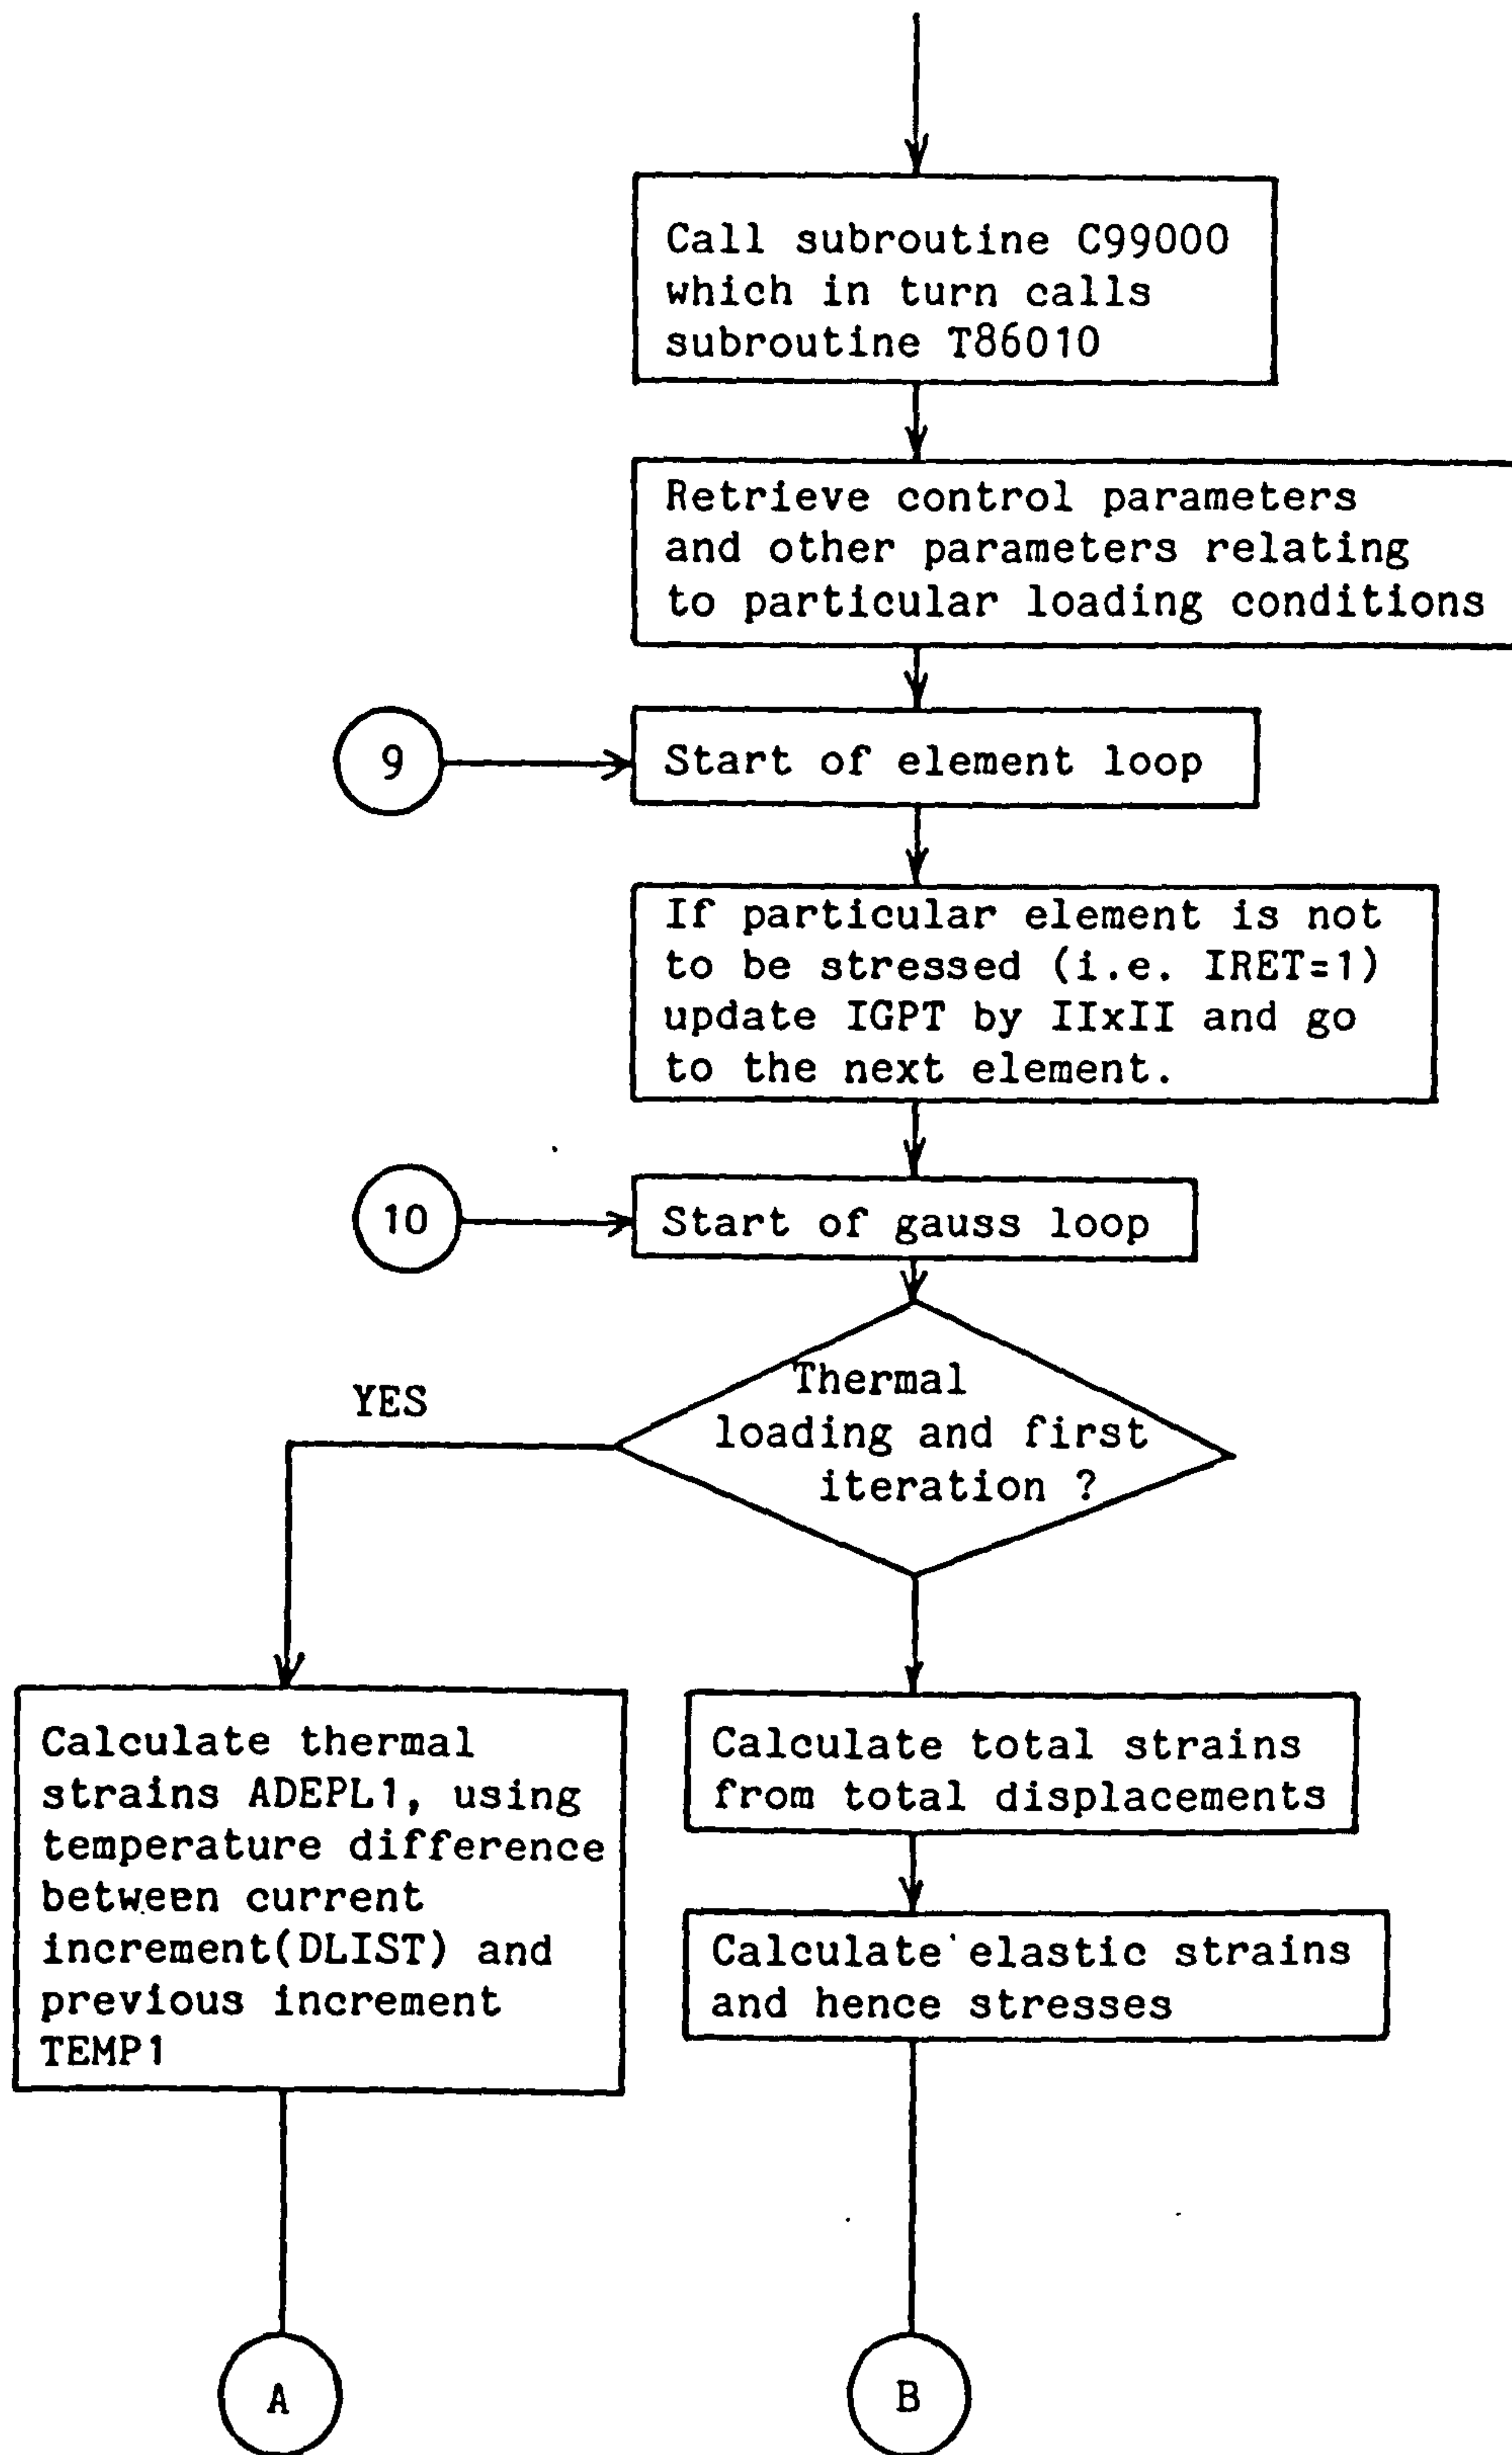 Call subroutine C99000
which in turn calls
subroutine T86010
Retrieve control parameters
and other parameters relating
to particular loading conditions
9
Start of element loop
If particular element is not
to be stressed (i.e. IRET=1)
update IGPT by IIxII and go
to the next element.
10
Start of gauss loop
Thermal
loading and first
iteration ?
YES
Calculate thermal
strains ADEPL1, using
temperature difference
between current
increment(DLIST) and
previous increment
TEMP1
Calculate total strains
from total displacements
Calculate elastic strains
and hence stresses
A
B